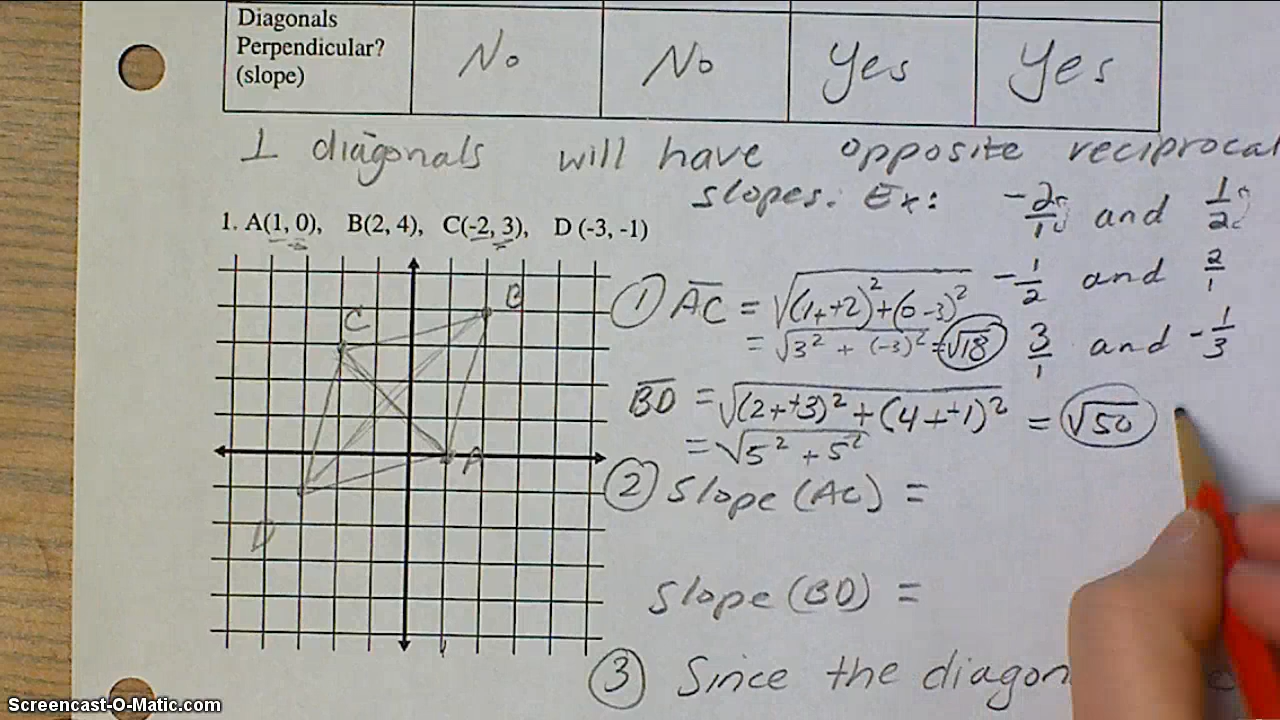 Diagonals
Perpendicular?
(slope)
No No Yes Yes
⊥ diagonals will have opposite reciprocal
slopes. Ex: -2/1 and 1/2
1. A(1, 0), B(2, 4), C(-2, 3), D (-3, -1)
-1/2 and 2/1
① AC = √(1++2)²+(0-3)²
= √3² + (-3)² = √18
3/1 and -1/3
BD = √(2++3)² + (4++1)² = √50
= √5² + 5²
② Slope (AC) =
Slope (BD) =
③ Since the diagon
C
B
A
D
Screencast-O-Matic.com